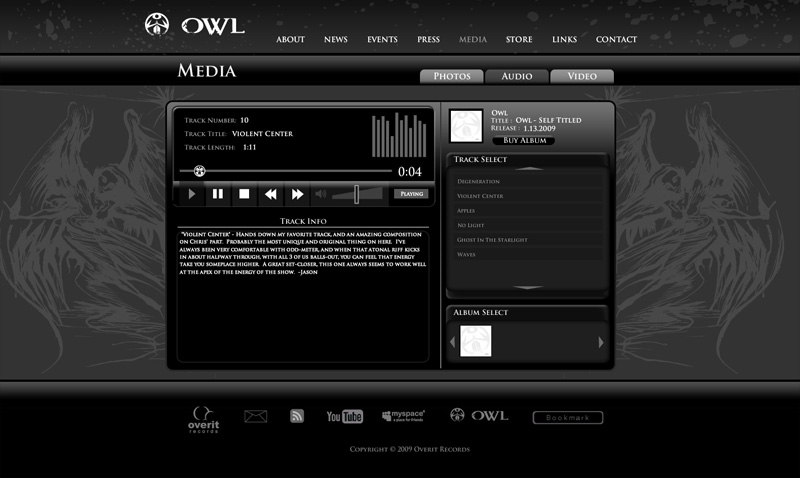 OWL
ABOUT NEWS EVENTS PRESS MEDIA STORE LINKS CONTACT
MEDIA
PHOTOS AUDIO VIDEO
TRACK NUMBER: 10
TRACK TITLE: VIOLENT CENTER
TRACK LENGTH: 1:11
0:04
PLAYING
OWL
TITLE : OWL - SELF TITLED
RELEASE : 1.13.2009
BUY ALBUM
TRACK SELECT
DEGENERATION
VIOLENT CENTER
APPLES
NO LIGHT
GHOST IN THE STARLIGHT
WAVES
TRACK INFO
"VIOLENT CENTER" - HANDS DOWN MY FAVORITE TRACK, AND AN AMAZING COMPOSITION
ON CHRIS' PART. PROBABLY THE MOST UNIQUE AND ORIGINAL THING ON HERE. I'VE
ALWAYS BEEN VERY COMFORTABLE WITH ODD-METER, AND WHEN THAT ATONAL RIFF KICKS
IN ABOUT HALFWAY THROUGH, WITH ALL 3 OF US BALLS-OUT, YOU CAN FEEL THAT ENERGY
TAKE YOU SOMEPLACE HIGHER. A GREAT SET-CLOSER, THIS ONE ALWAYS SEEMS TO WORK WELL
AT THE APEX OF THE ENERGY OF THE SHOW. -JASON
ALBUM SELECT
overit
records
YouTube
myspace
a place for friends
OWL
Bookmark
COPYRIGHT © 2009 OVERIT RECORDS